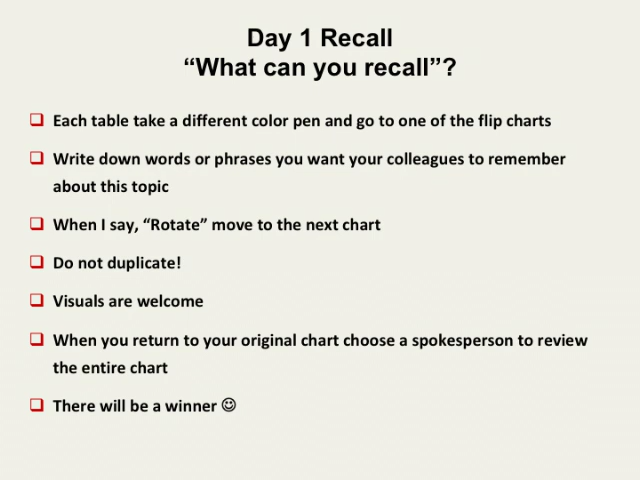 Day 1 Recall
“What can you recall”?
❑ Each table take a different color pen and go to one of the flip charts
❑ Write down words or phrases you want your colleagues to remember
about this topic
❑ When I say, “Rotate” move to the next chart
❑ Do not duplicate!
❑ Visuals are welcome
❑ When you return to your original chart choose a spokesperson to review
the entire chart
❑ There will be a winner ☺